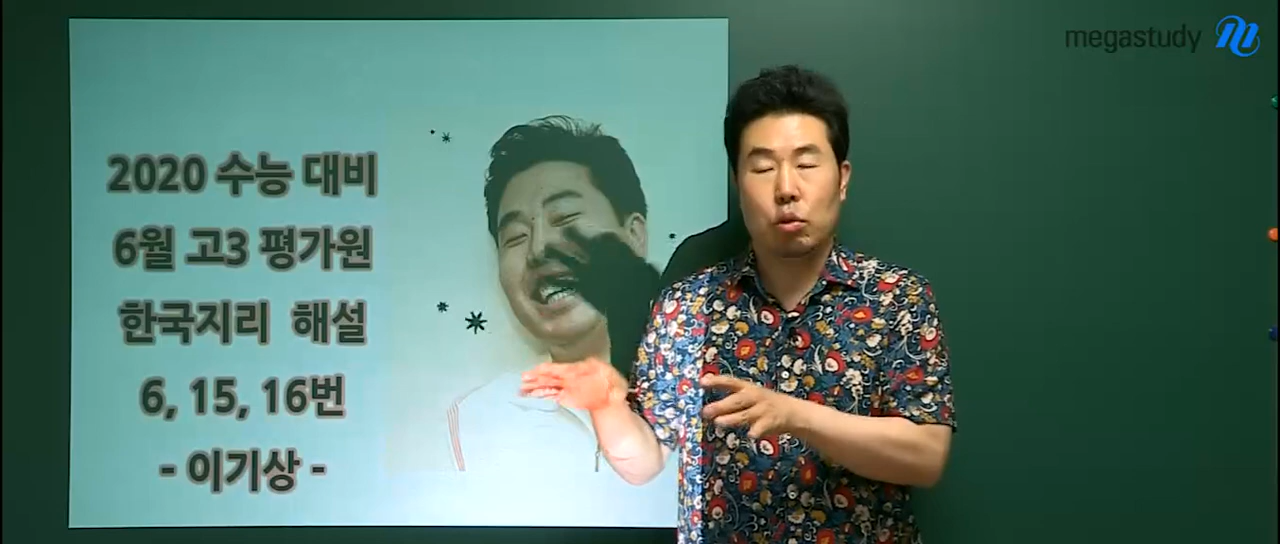 megastudy
2020 수능 대비
6월 고3 평가원
한국지리 해설
6, 15, 16번
- 이기상 -